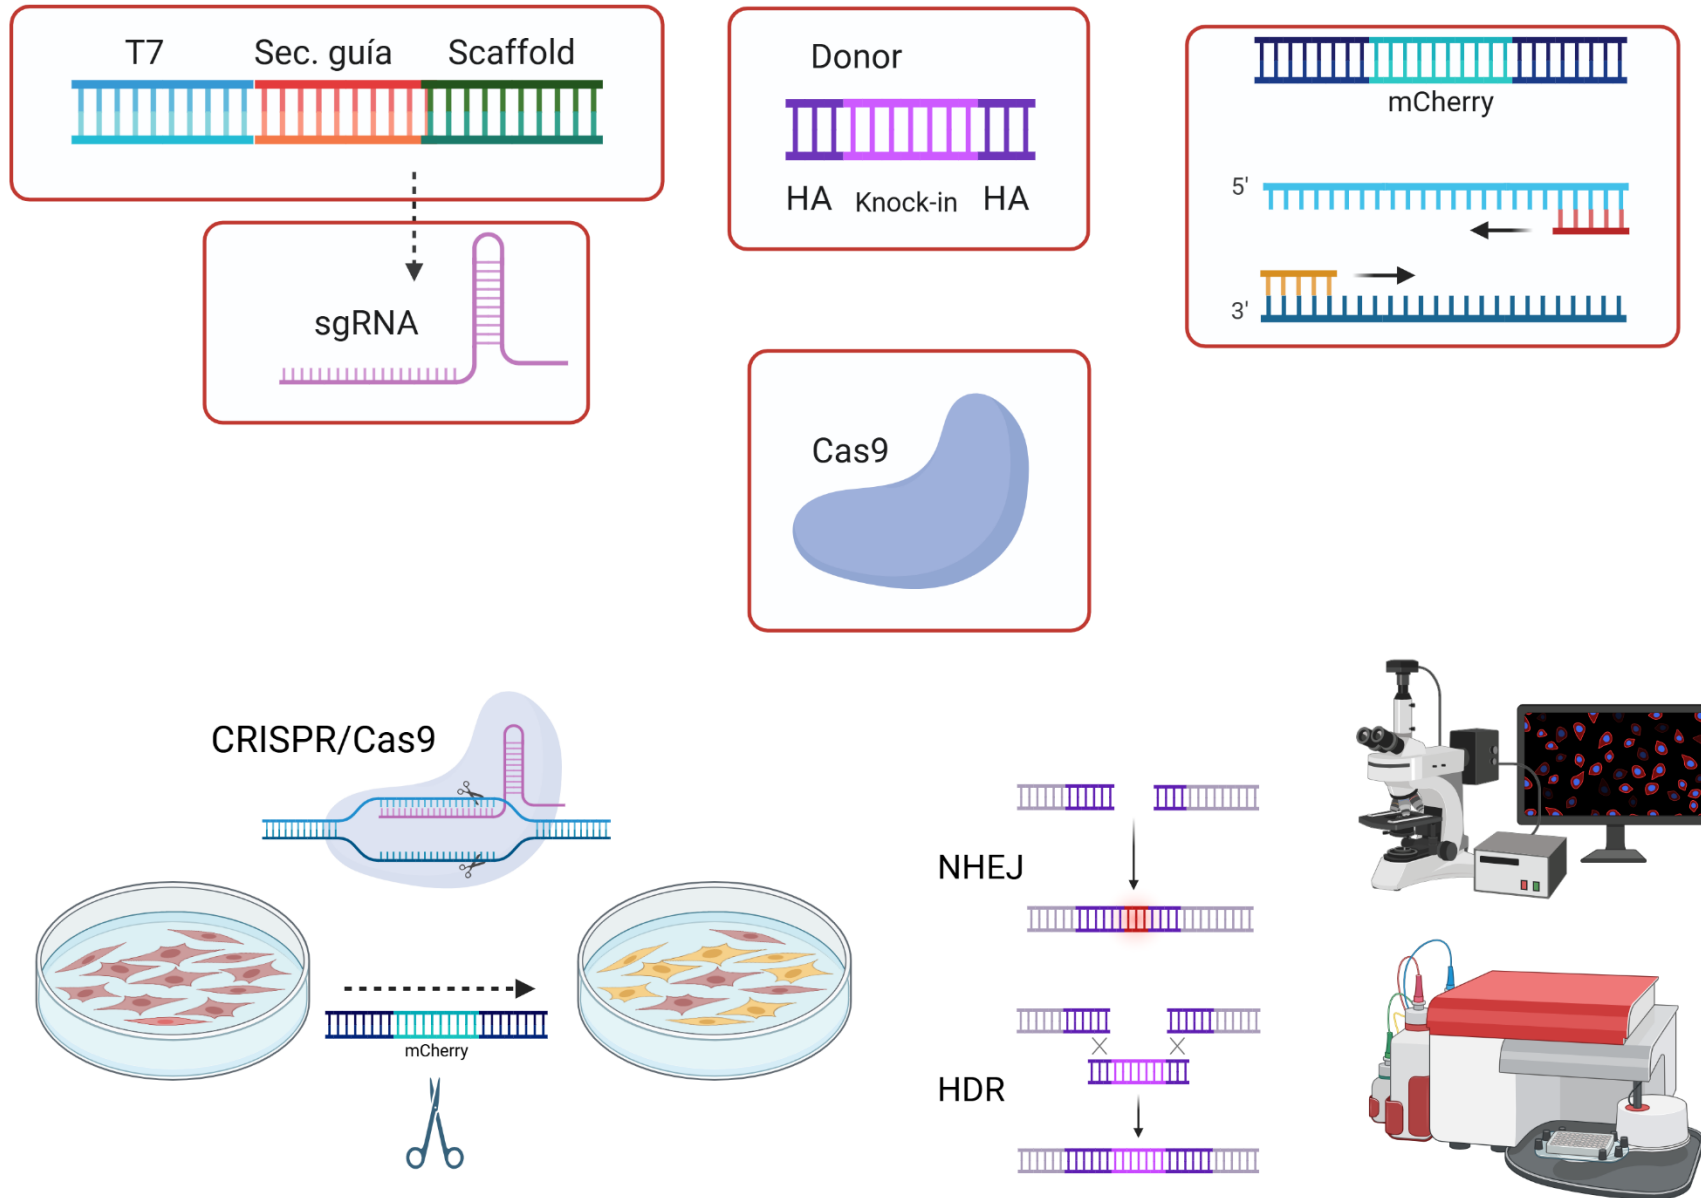 T7 Sec. guía Scaffold
sgRNA
Donor
HA Knock-in HA
Cas9
mCherry
5'
3'
CRISPR/Cas9
mCherry
NHEJ
HDR